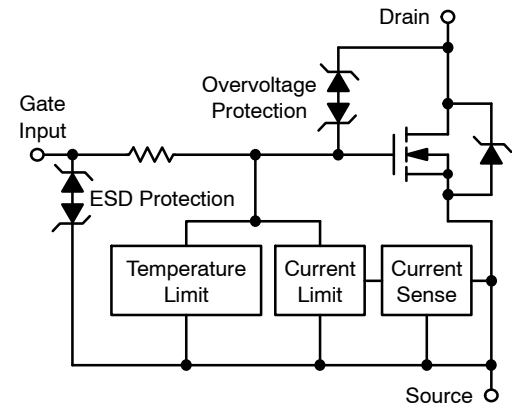 Drain
Overvoltage
Protection
Gate
Input
ESD Protection
Temperature
Limit
Current
Limit
Current
Sense
Source